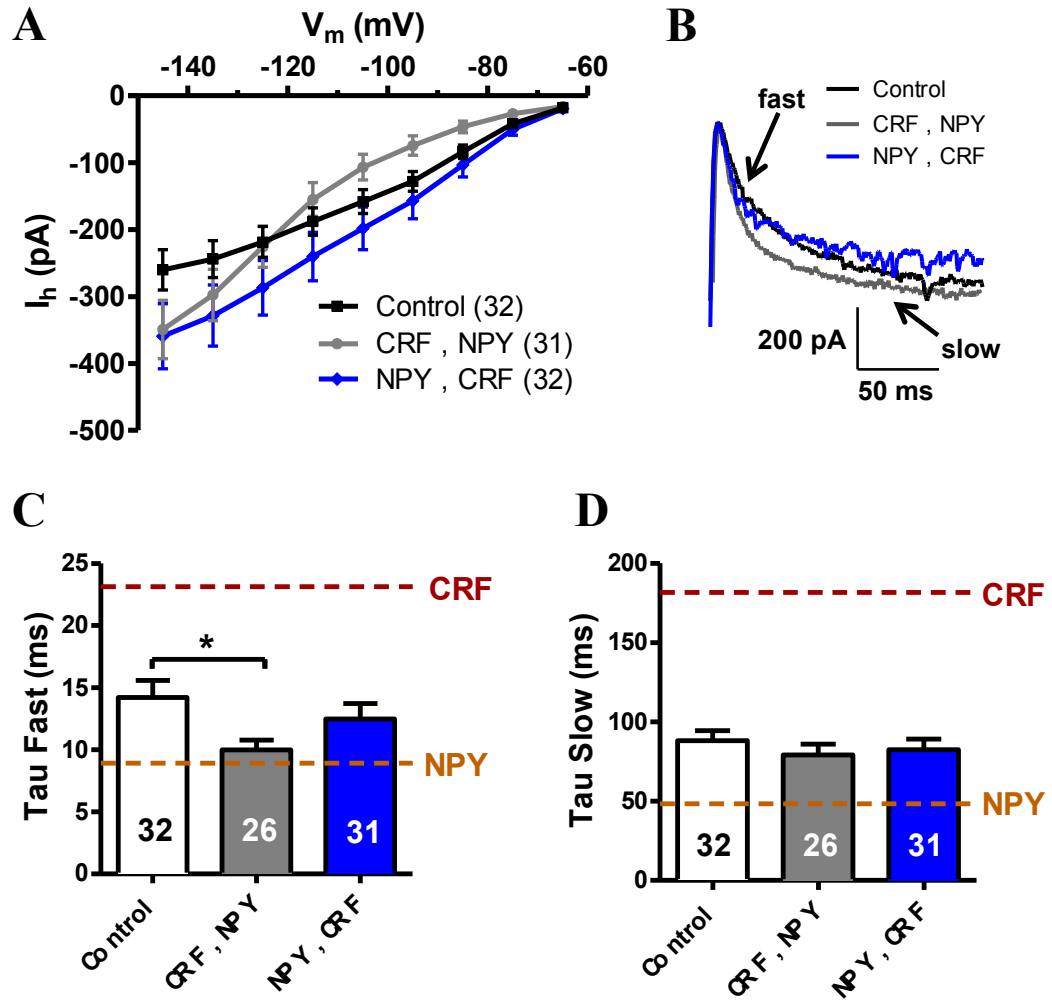 A
V_m (mV)
-140 -120 -100 -80 -60
0
-100
-200
-300
-400
-500
I_h (pA)
Control (32)
CRF , NPY (31)
NPY , CRF (32)
B
Control
CRF , NPY
NPY , CRF
fast
slow
200 pA
50 ms
C
25
20
15
10
5
0
Tau Fast (ms)
CRF
NPY
*
32 26 31
Control
CRF , NPY
NPY , CRF
D
200
150
100
50
0
Tau Slow (ms)
CRF
NPY
32 26 31
Control
CRF , NPY
NPY , CRF